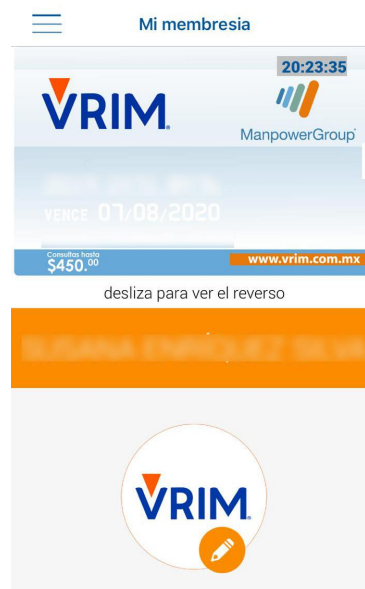 Mi membresia
20:23:35
VRIM
ManpowerGroup
VENCE 07/08/2020
Consultas hasta
$450.00
www.vrim.com.mx
desliza para ver el reverso
VRIM